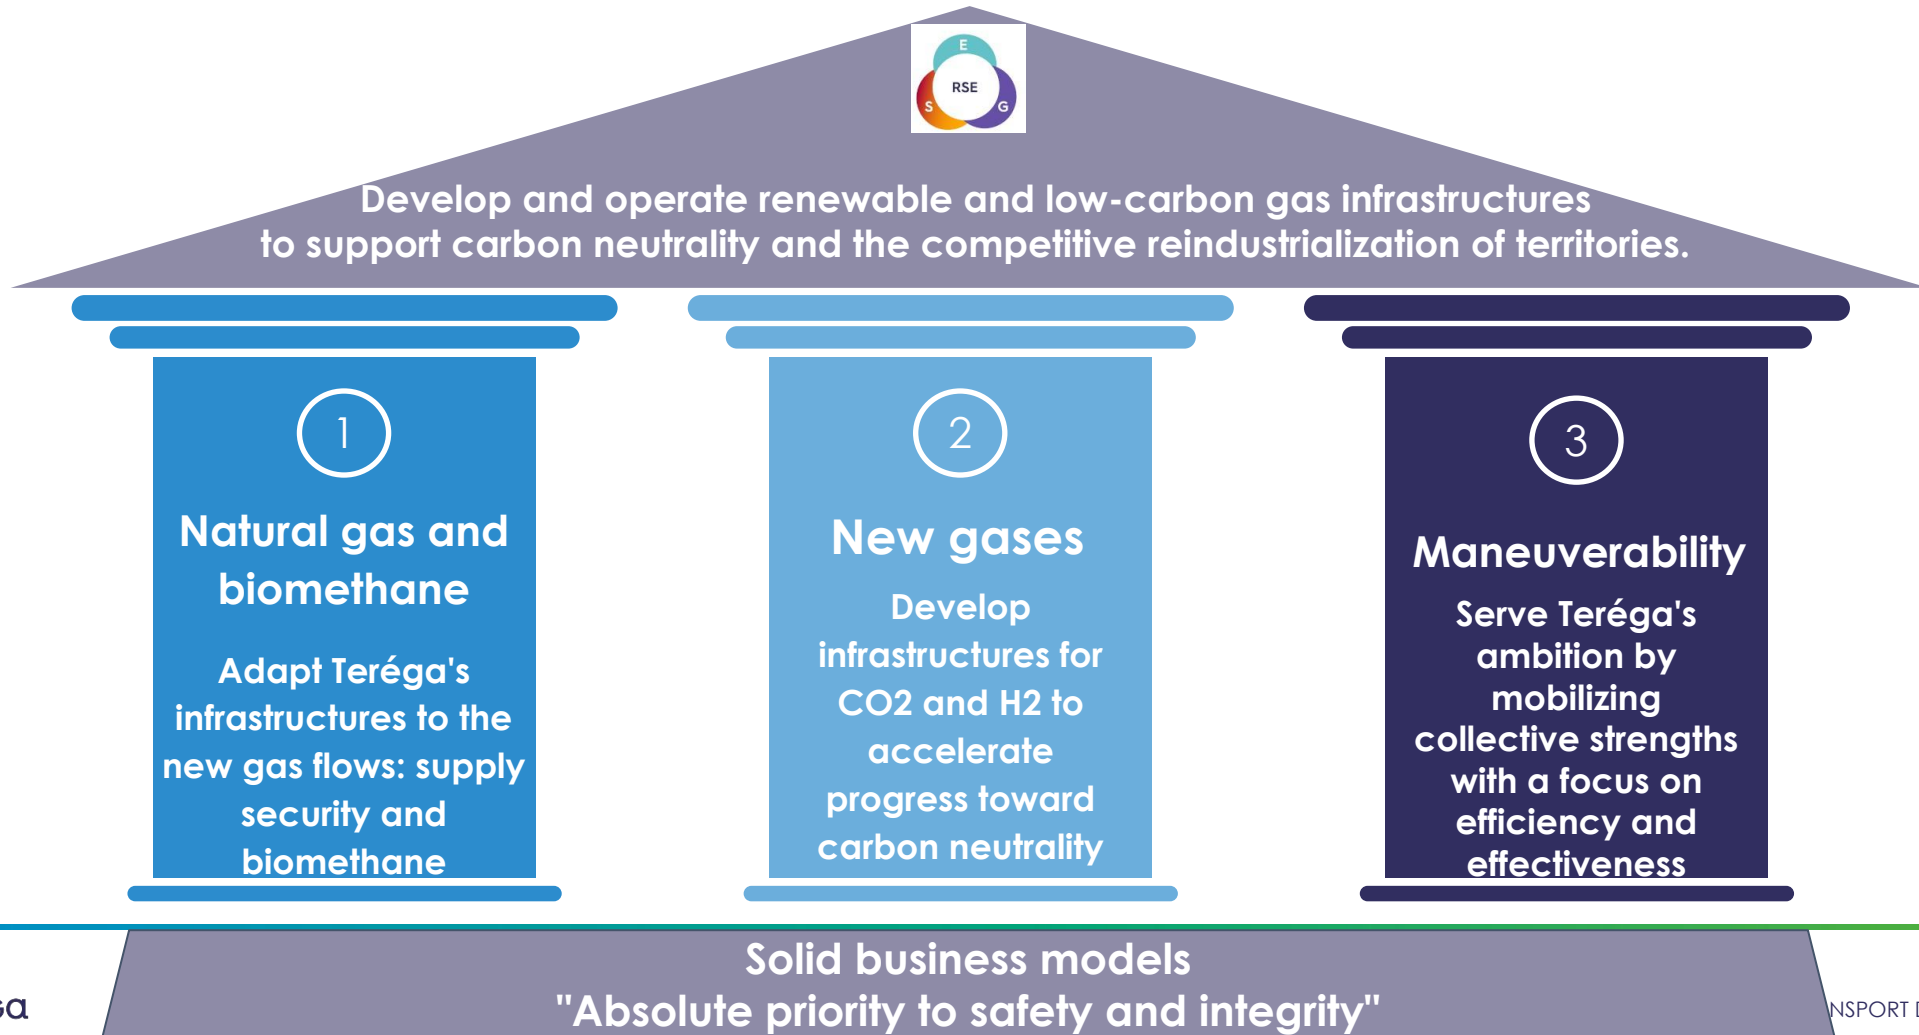 E
RSE
S
G
Develop and operate renewable and low-carbon gas infrastructures
to support carbon neutrality and the competitive reindustrialization of territories.
1
Natural gas and
biomethane
Adapt Teréga's
infrastructures to the
new gas flows: supply
security and
biomethane
2
New gases
Develop
infrastructures for
CO2 and H2 to
accelerate
progress toward
carbon neutrality
3
Maneuverability
Serve Teréga's
ambition by
mobilizing
collective strengths
with a focus on
efficiency and
effectiveness
Solid business models
"Absolute priority to safety and integrity"